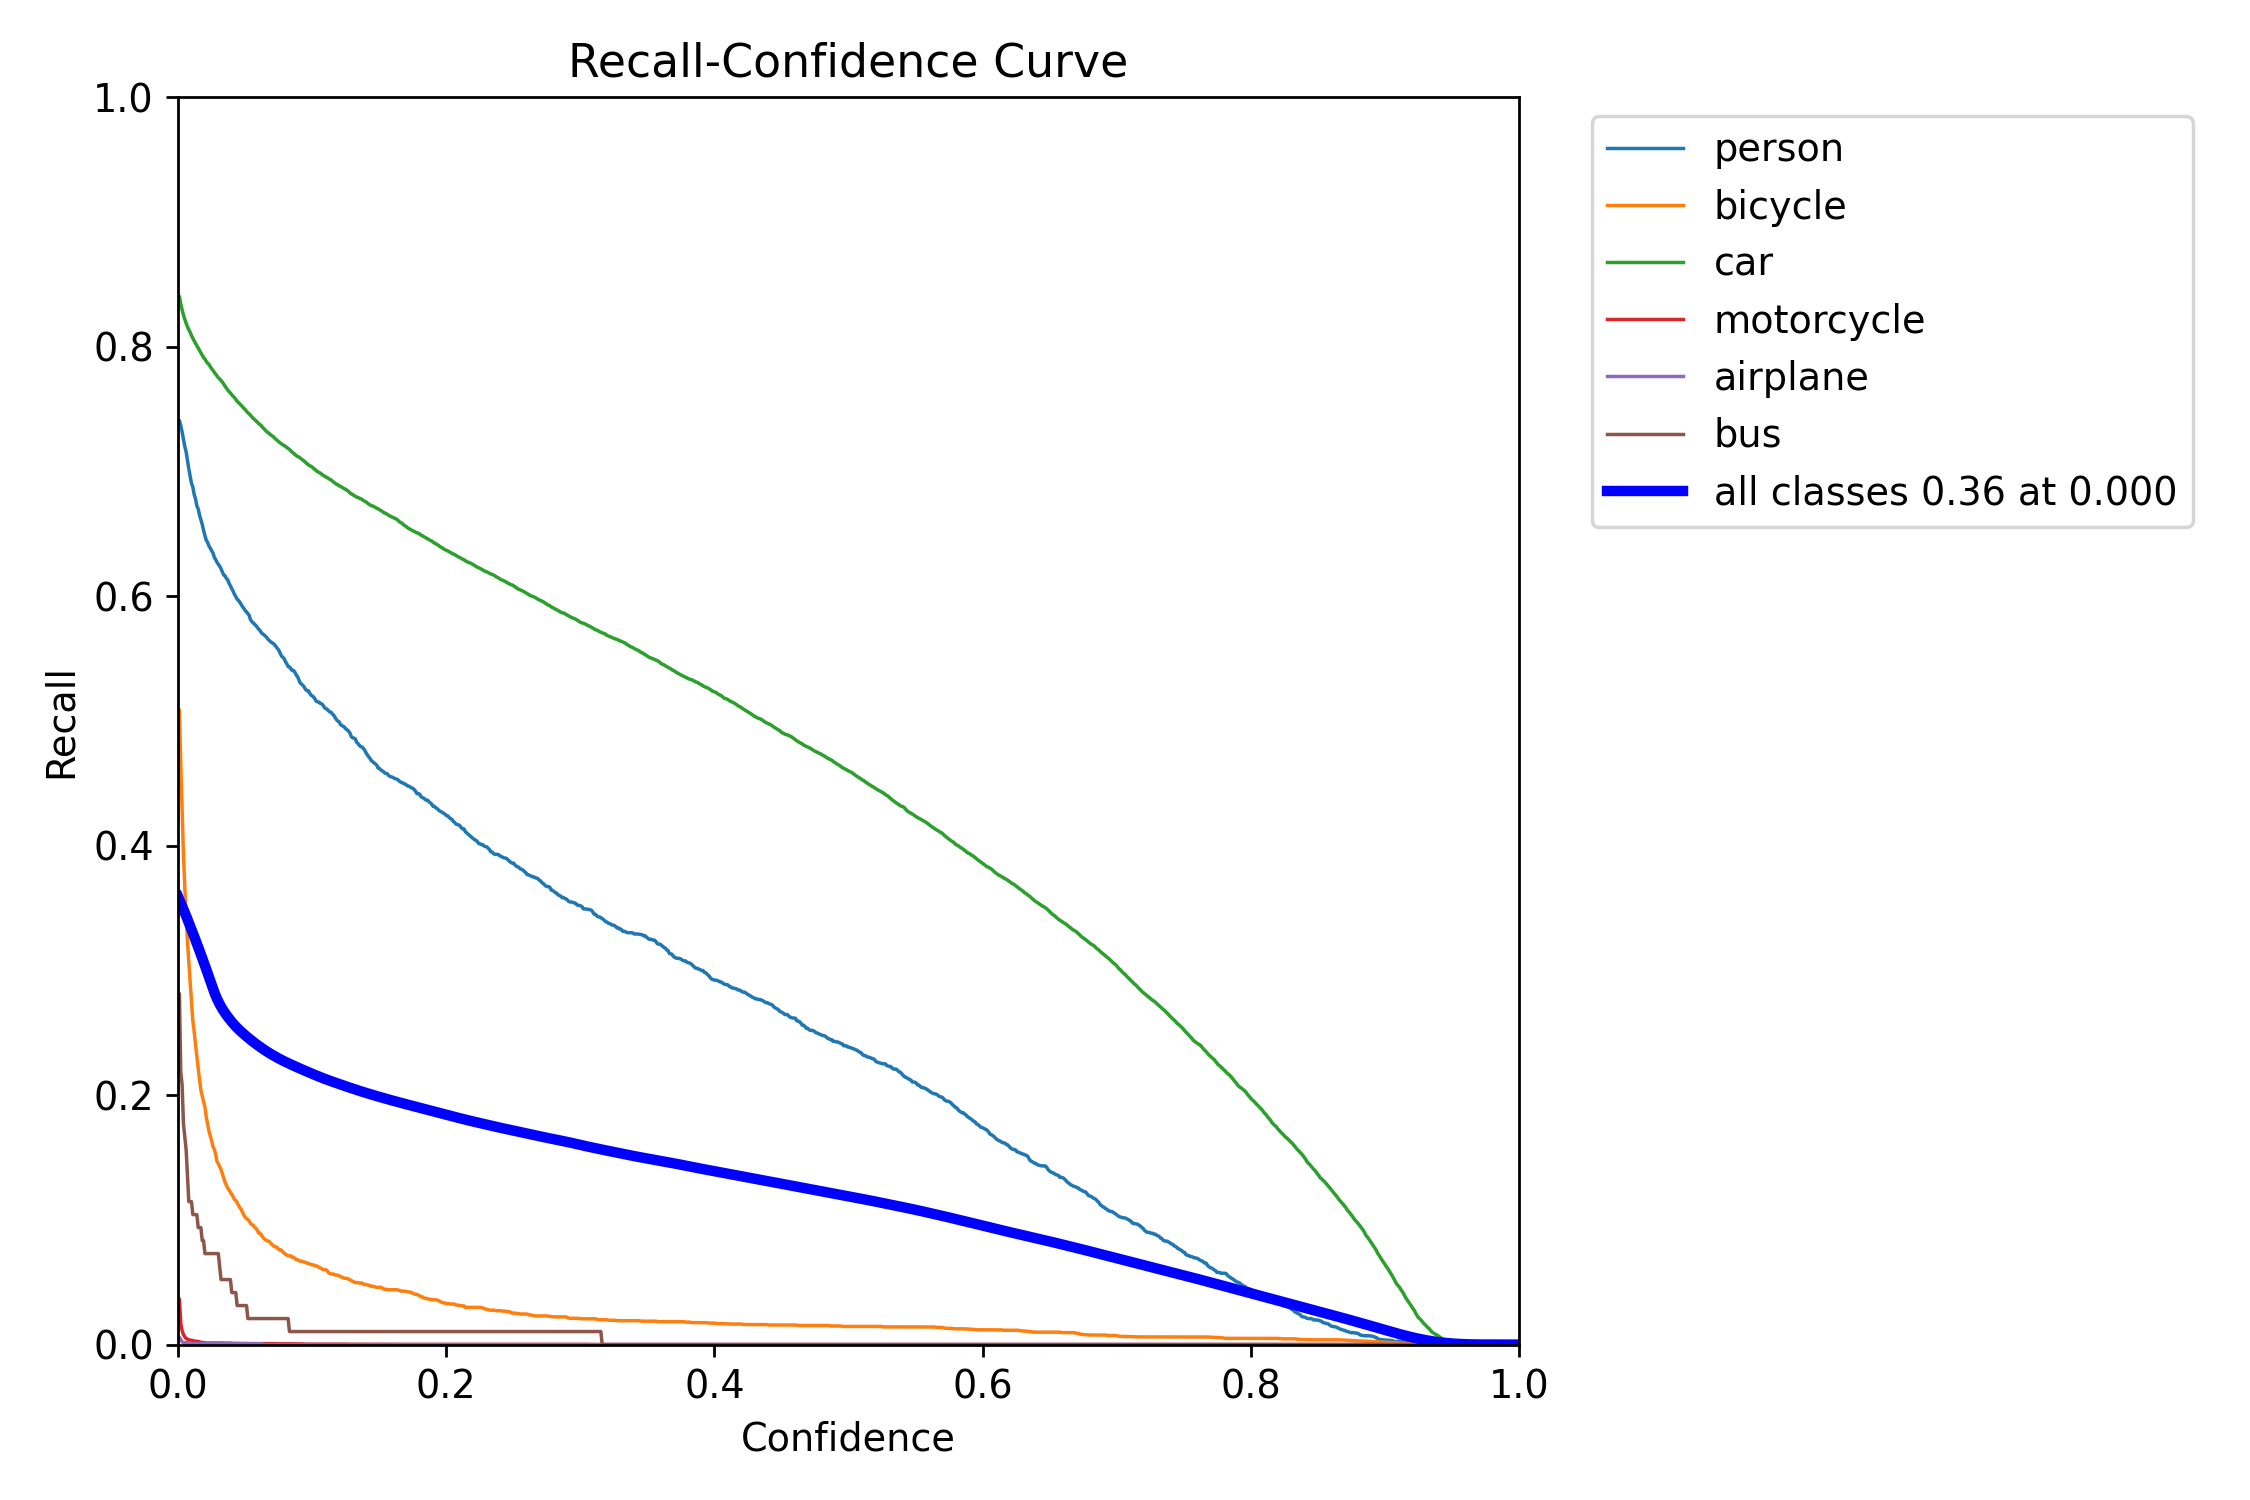 Recall-Confidence Curve
1.0
0.8
0.6
0.4
0.2
0.0
Recall
0.0 0.2 0.4 0.6 0.8 1.0
Confidence
person
bicycle
car
motorcycle
airplane
bus
all classes 0.36 at 0.000